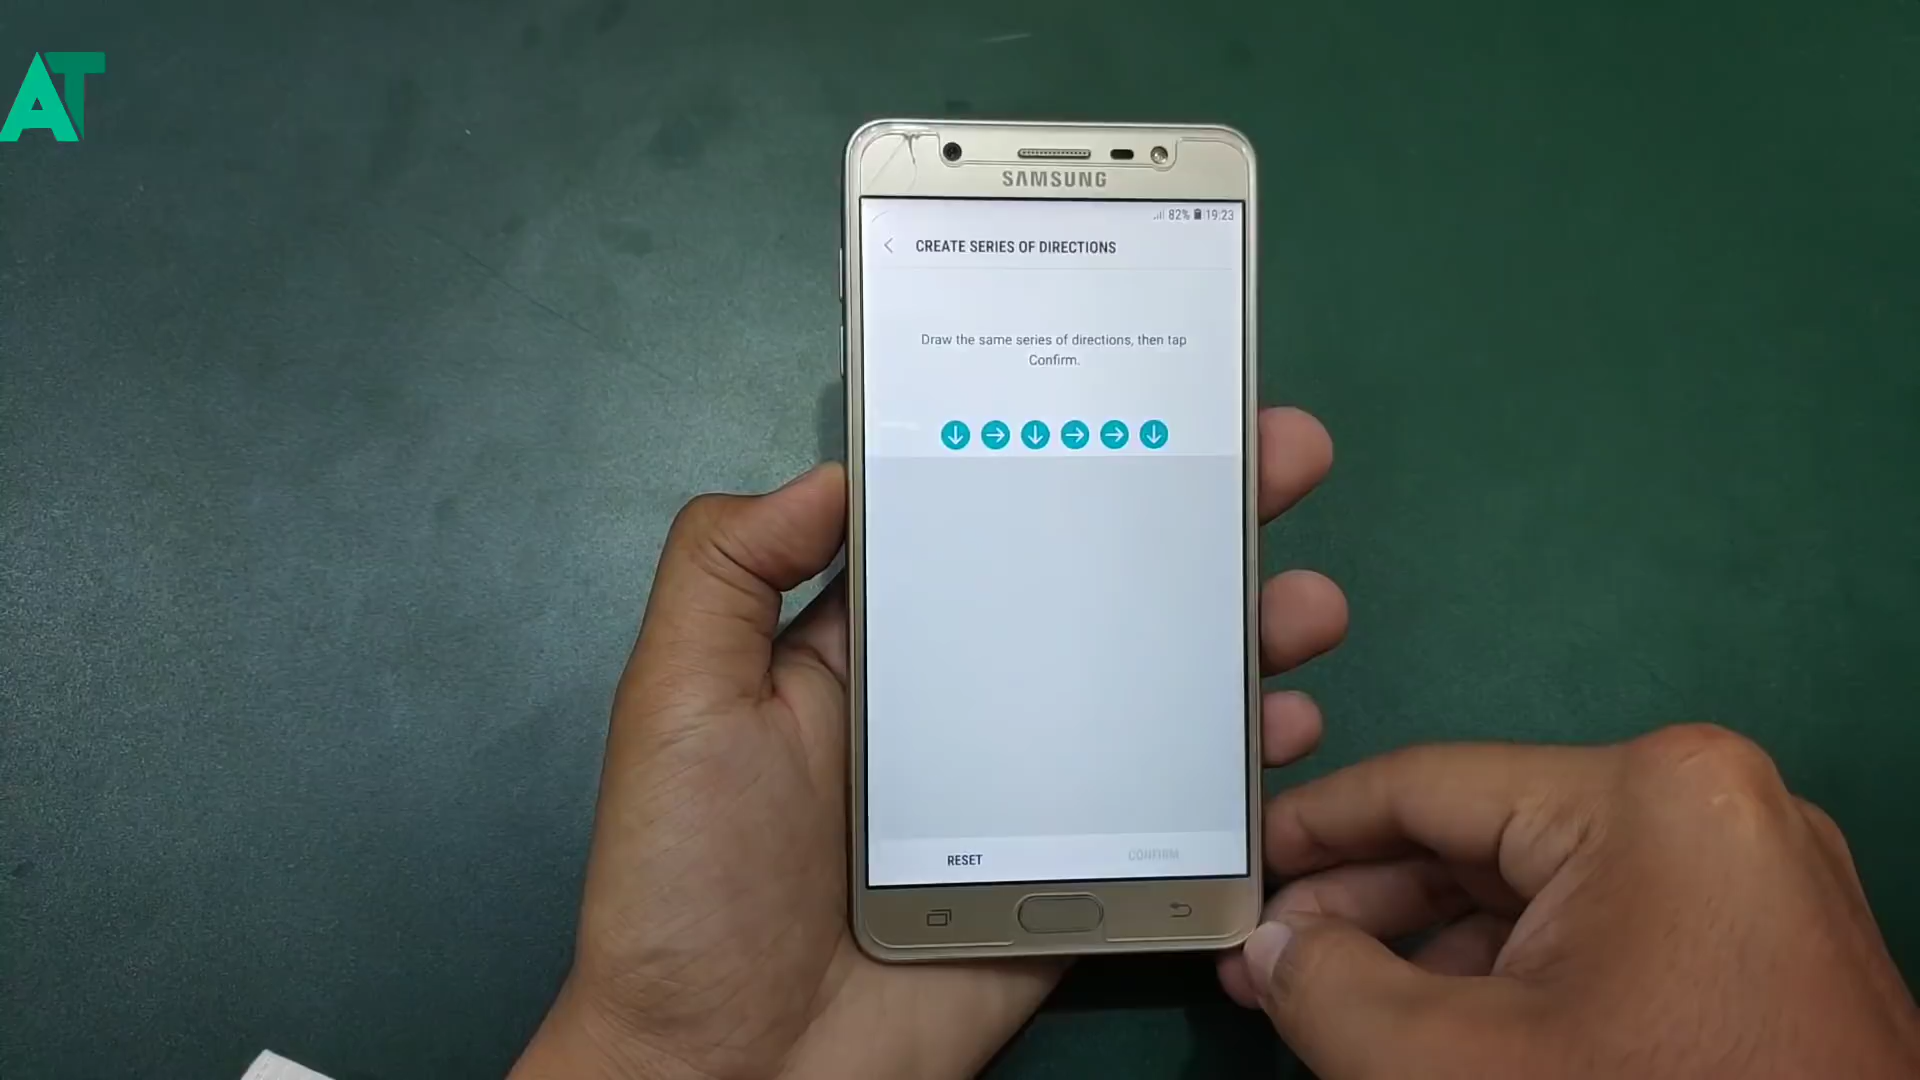 AT
SAMSUNG
82% 19:23
CREATE SERIES OF DIRECTIONS
Draw the same series of directions, then tap
Confirm.
RESET CONFIRM